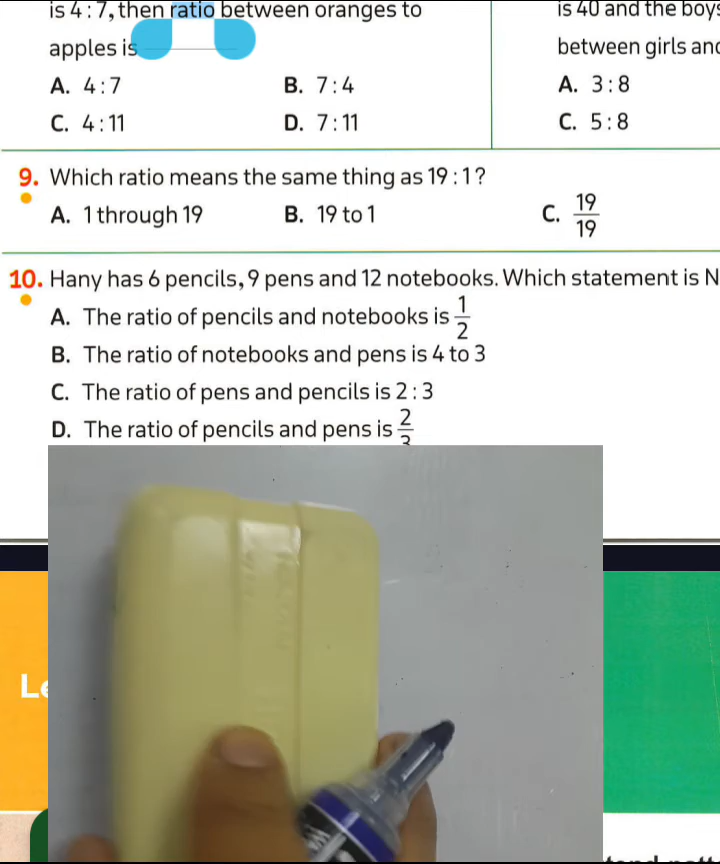 is 4 : 7, then ratio between oranges to
apples is
A. 4 : 7
B. 7 : 4
C. 4 : 11
D. 7 : 11
is 40 and the boys
between girls and
A. 3 : 8
C. 5 : 8
9. Which ratio means the same thing as 19 : 1?
A. 1 through 19
B. 19 to 1
C. 19/19
10. Hany has 6 pencils, 9 pens and 12 notebooks. Which statement is N
A. The ratio of pencils and notebooks is 1/2
B. The ratio of notebooks and pens is 4 to 3
C. The ratio of pens and pencils is 2 : 3
D. The ratio of pencils and pens is 2/3
Le